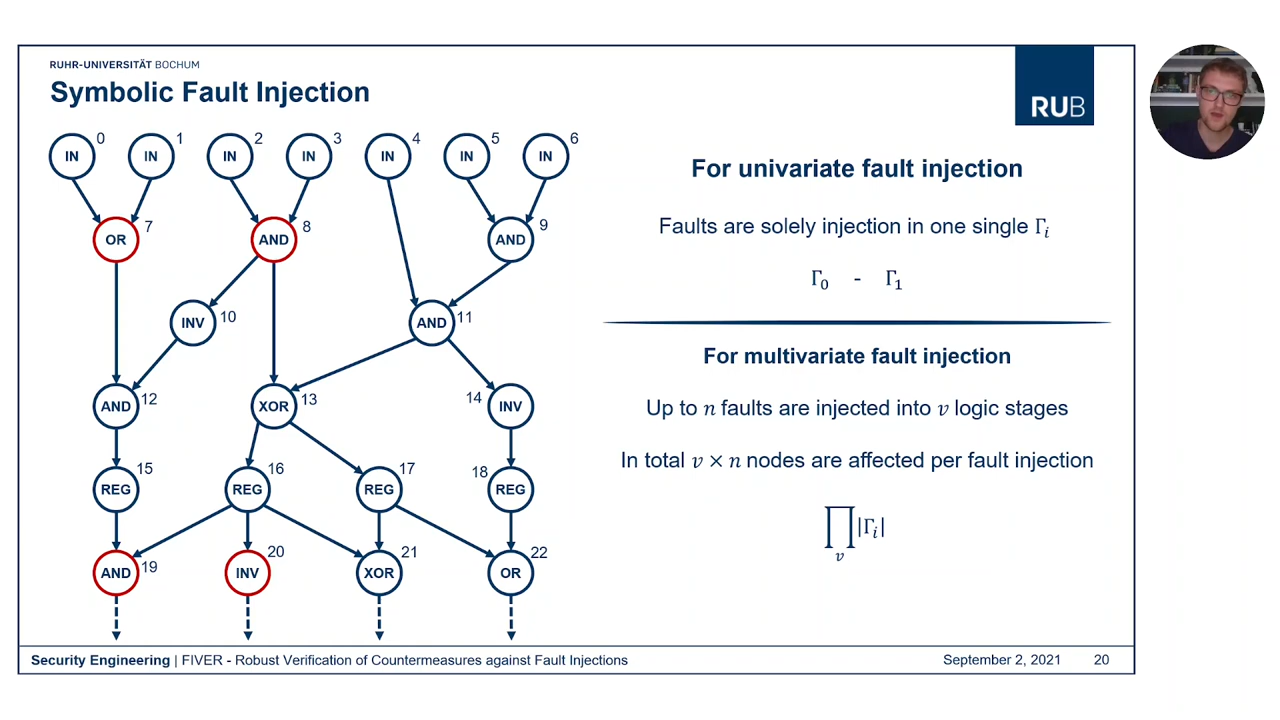 RUHR-UNIVERSITÄT BOCHUM
Symbolic Fault Injection
RUB
IN 0
IN 1
IN 2
IN 3
IN 4
IN 5
IN 6
OR 7
AND 8
AND 9
INV 10
AND 11
AND 12
XOR 13
14 INV
REG 15
REG 16
REG 17
18 REG
AND 19
INV 20
XOR 21
OR 22
For univariate fault injection
Faults are solely injection in one single Γᵢ
Γ₀ - Γ₁
For multivariate fault injection
Up to n faults are injected into v logic stages
In total v × n nodes are affected per fault injection
∏ |Γᵢ|
v
Security Engineering | FIVER - Robust Verification of Countermeasures against Fault Injections
September 2, 2021 20